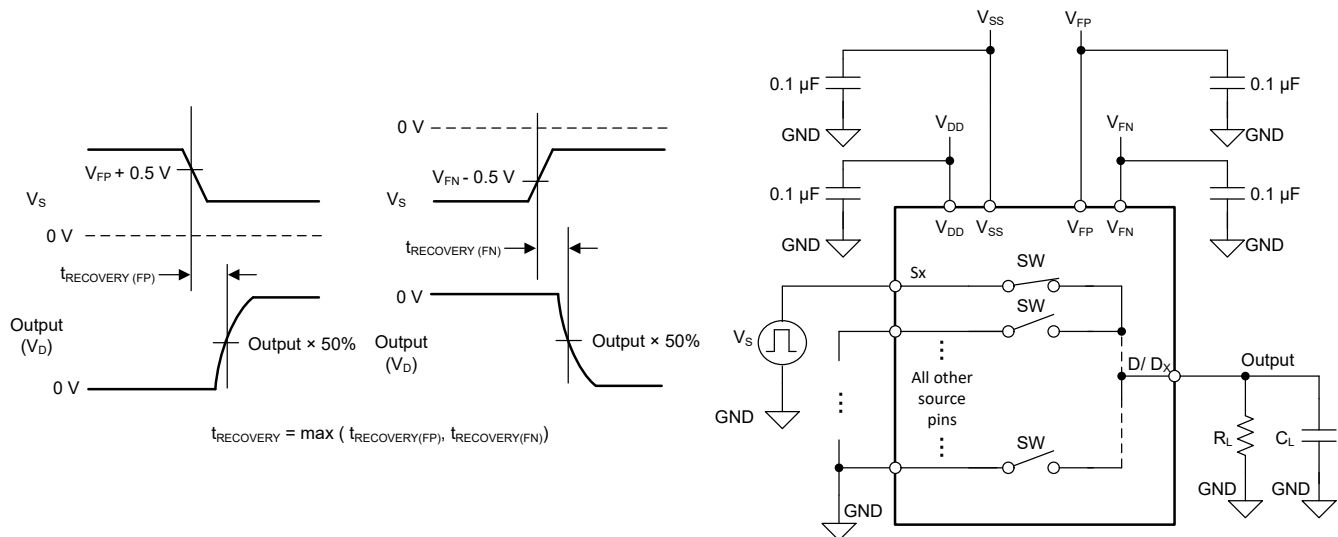 0 V
V_FP + 0.5 V
V_S
0 V
t_RECOVERY (FP)
Output
(V_D)
Output × 50%
0 V
0 V
V_FN - 0.5 V
V_S
t_RECOVERY (FN)
0 V
Output
(V_D)
Output × 50%
t_RECOVERY = max ( t_RECOVERY(FP), t_RECOVERY(FN))
V_SS
V_FP
0.1 µF
0.1 µF
GND
GND
V_DD
V_FN
0.1 µF
0.1 µF
GND
GND
V_DD
V_SS
V_FP
V_FN
Sx
SW
SW
V_S
GND
...
...
All other
source
pins
...
D/ D_X
Output
SW
R_L
C_L
GND
GND
GND